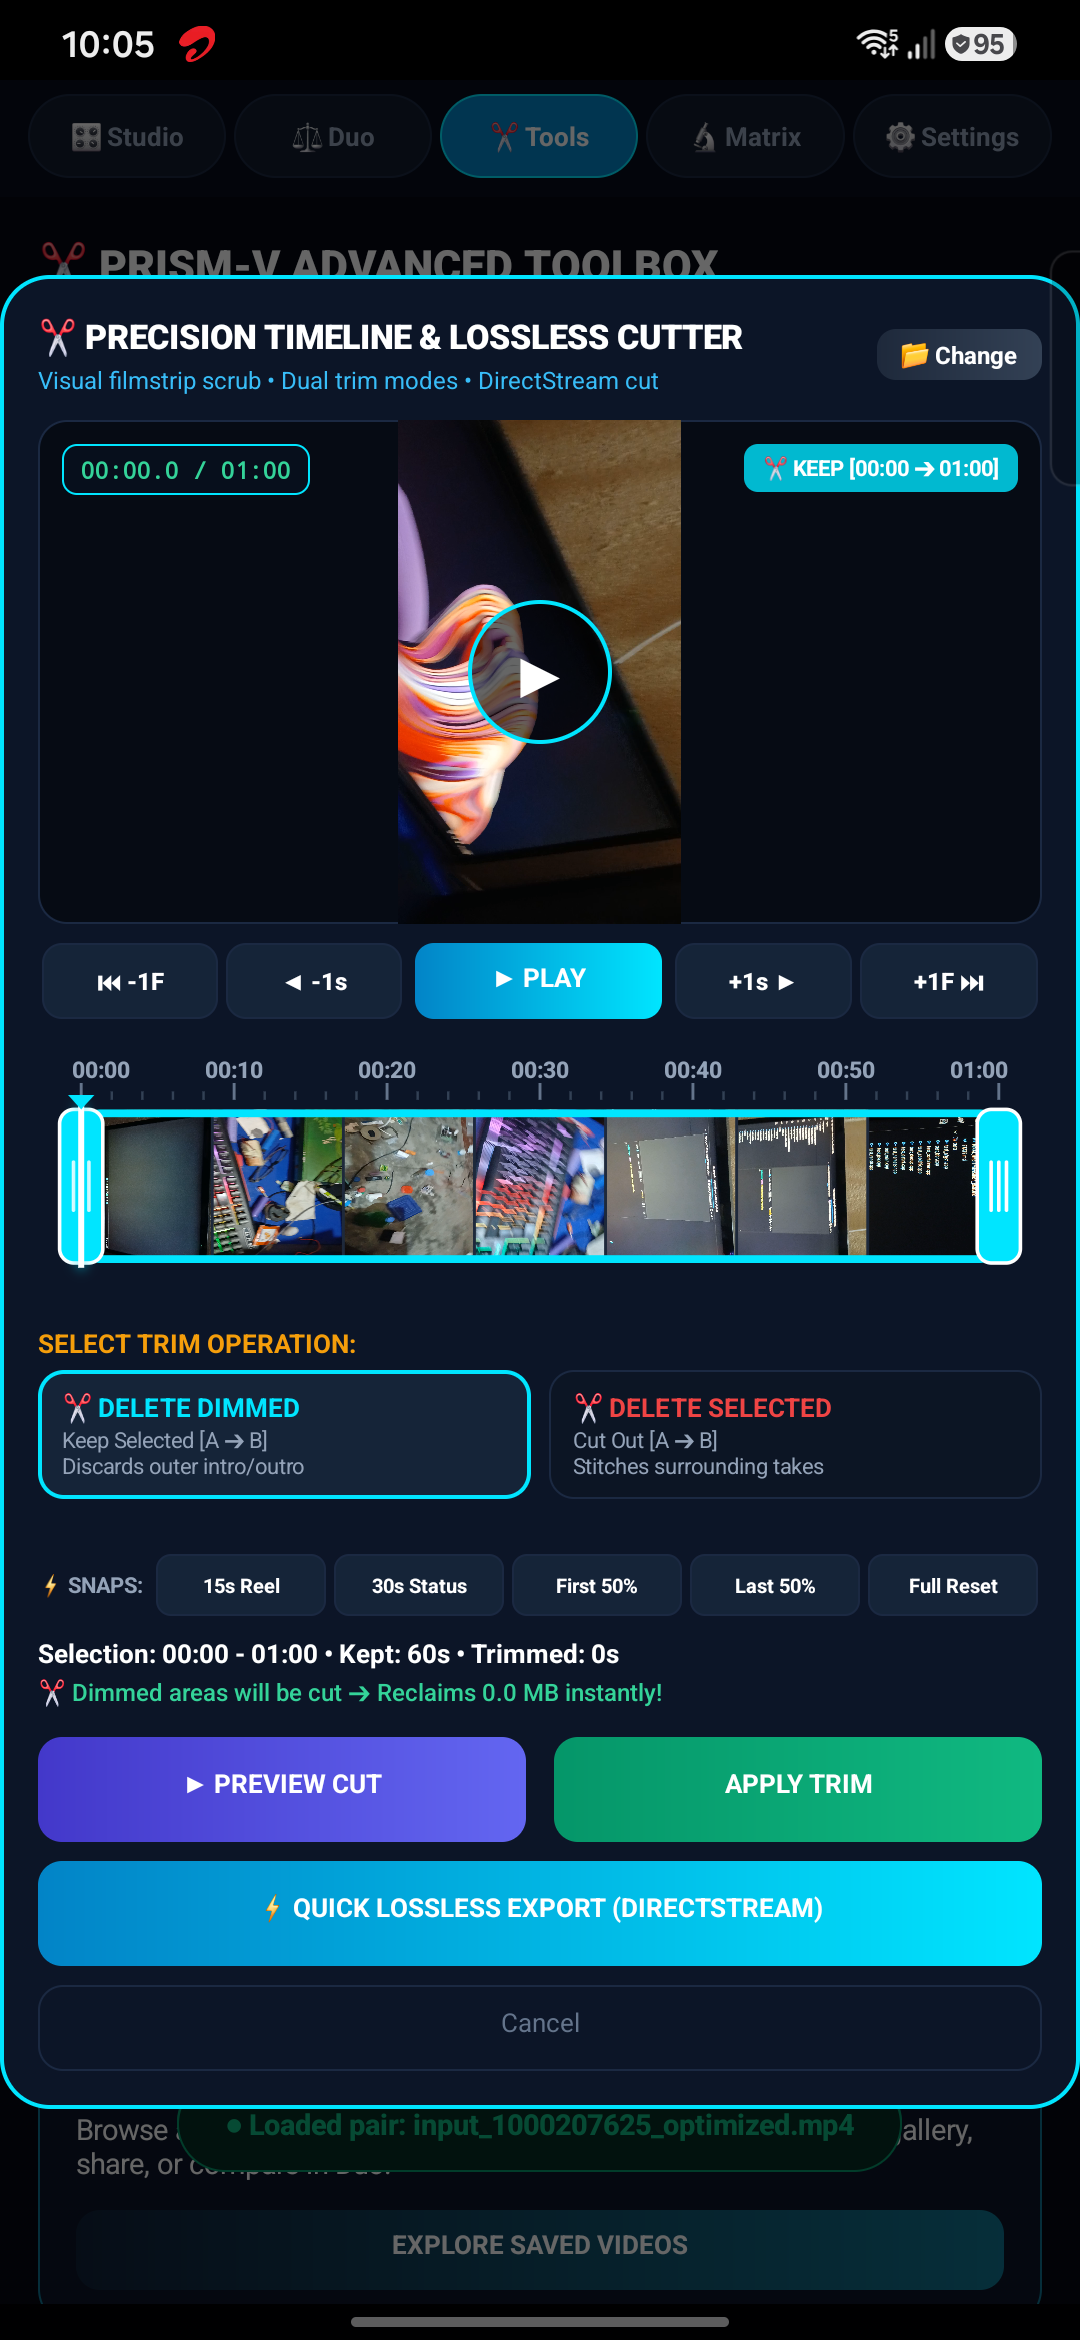 10:05
5
95
Studio
Duo
Tools
Matrix
Settings
PRISM-V ADVANCED TOOLBOX
PRECISION TIMELINE & LOSSLESS CUTTER
Visual filmstrip scrub • Dual trim modes • DirectStream cut
Change
00:00.0 / 01:00
KEEP [00:00 → 01:00]
-1F
-1s
PLAY
+1s
+1F
00:00
00:10
00:20
00:30
00:40
00:50
01:00
SELECT TRIM OPERATION:
DELETE DIMMED
Keep Selected [A → B]
Discards outer intro/outro
DELETE SELECTED
Cut Out [A → B]
Stitches surrounding takes
SNAPS:
15s Reel
30s Status
First 50%
Last 50%
Full Reset
Selection: 00:00 - 01:00 • Kept: 60s • Trimmed: 0s
Dimmed areas will be cut → Reclaims 0.0 MB instantly!
PREVIEW CUT
APPLY TRIM
QUICK LOSSLESS EXPORT (DIRECTSTREAM)
Cancel
● Loaded pair: input_1000207625_optimized.mp4
Browse
share, or compare in Duo.
EXPLORE SAVED VIDEOS